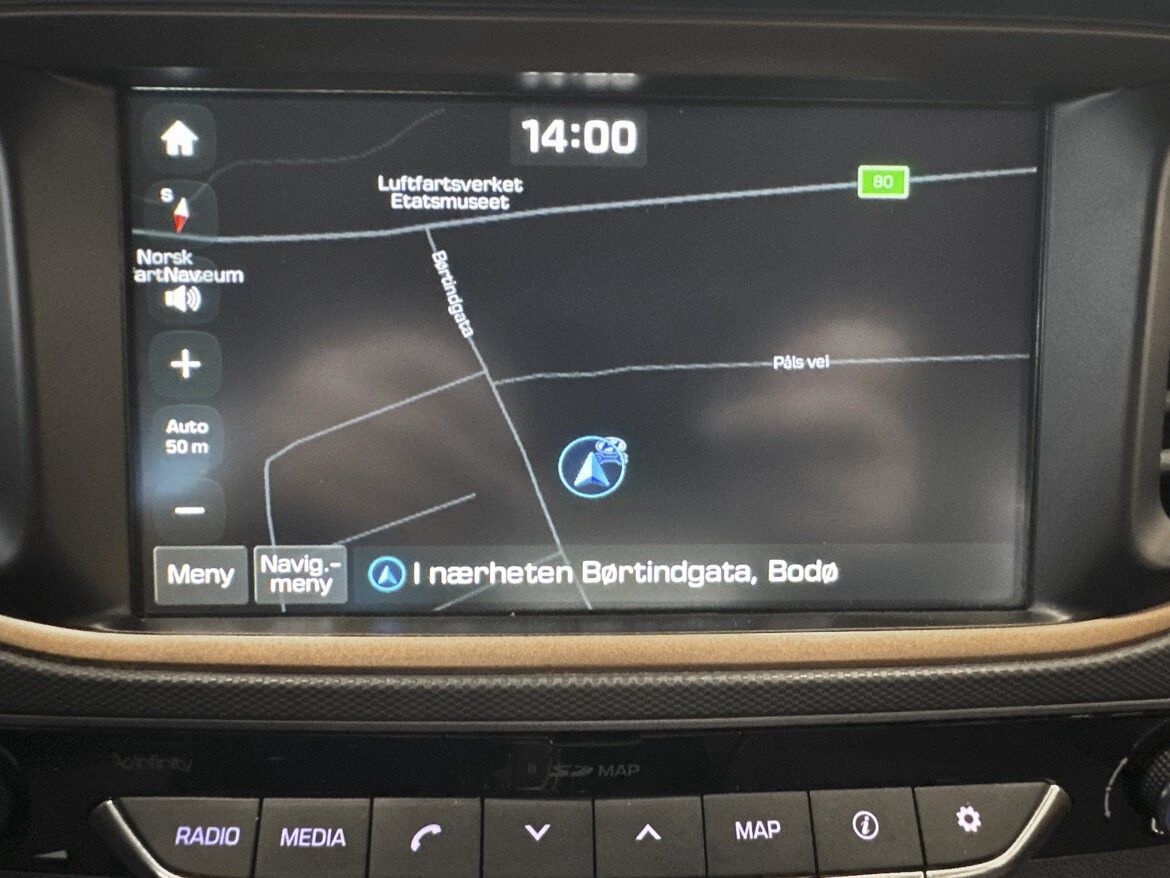 14:00
Luftfartsverket
Etatsmuseet
80
S
Norsk
Børtindgata
Påls vei
Auto
50 m
Meny
Navig.-
meny
I nærheten Børtindgata, Bodø
infinity
MAP
RADIO
MEDIA
MAP
i